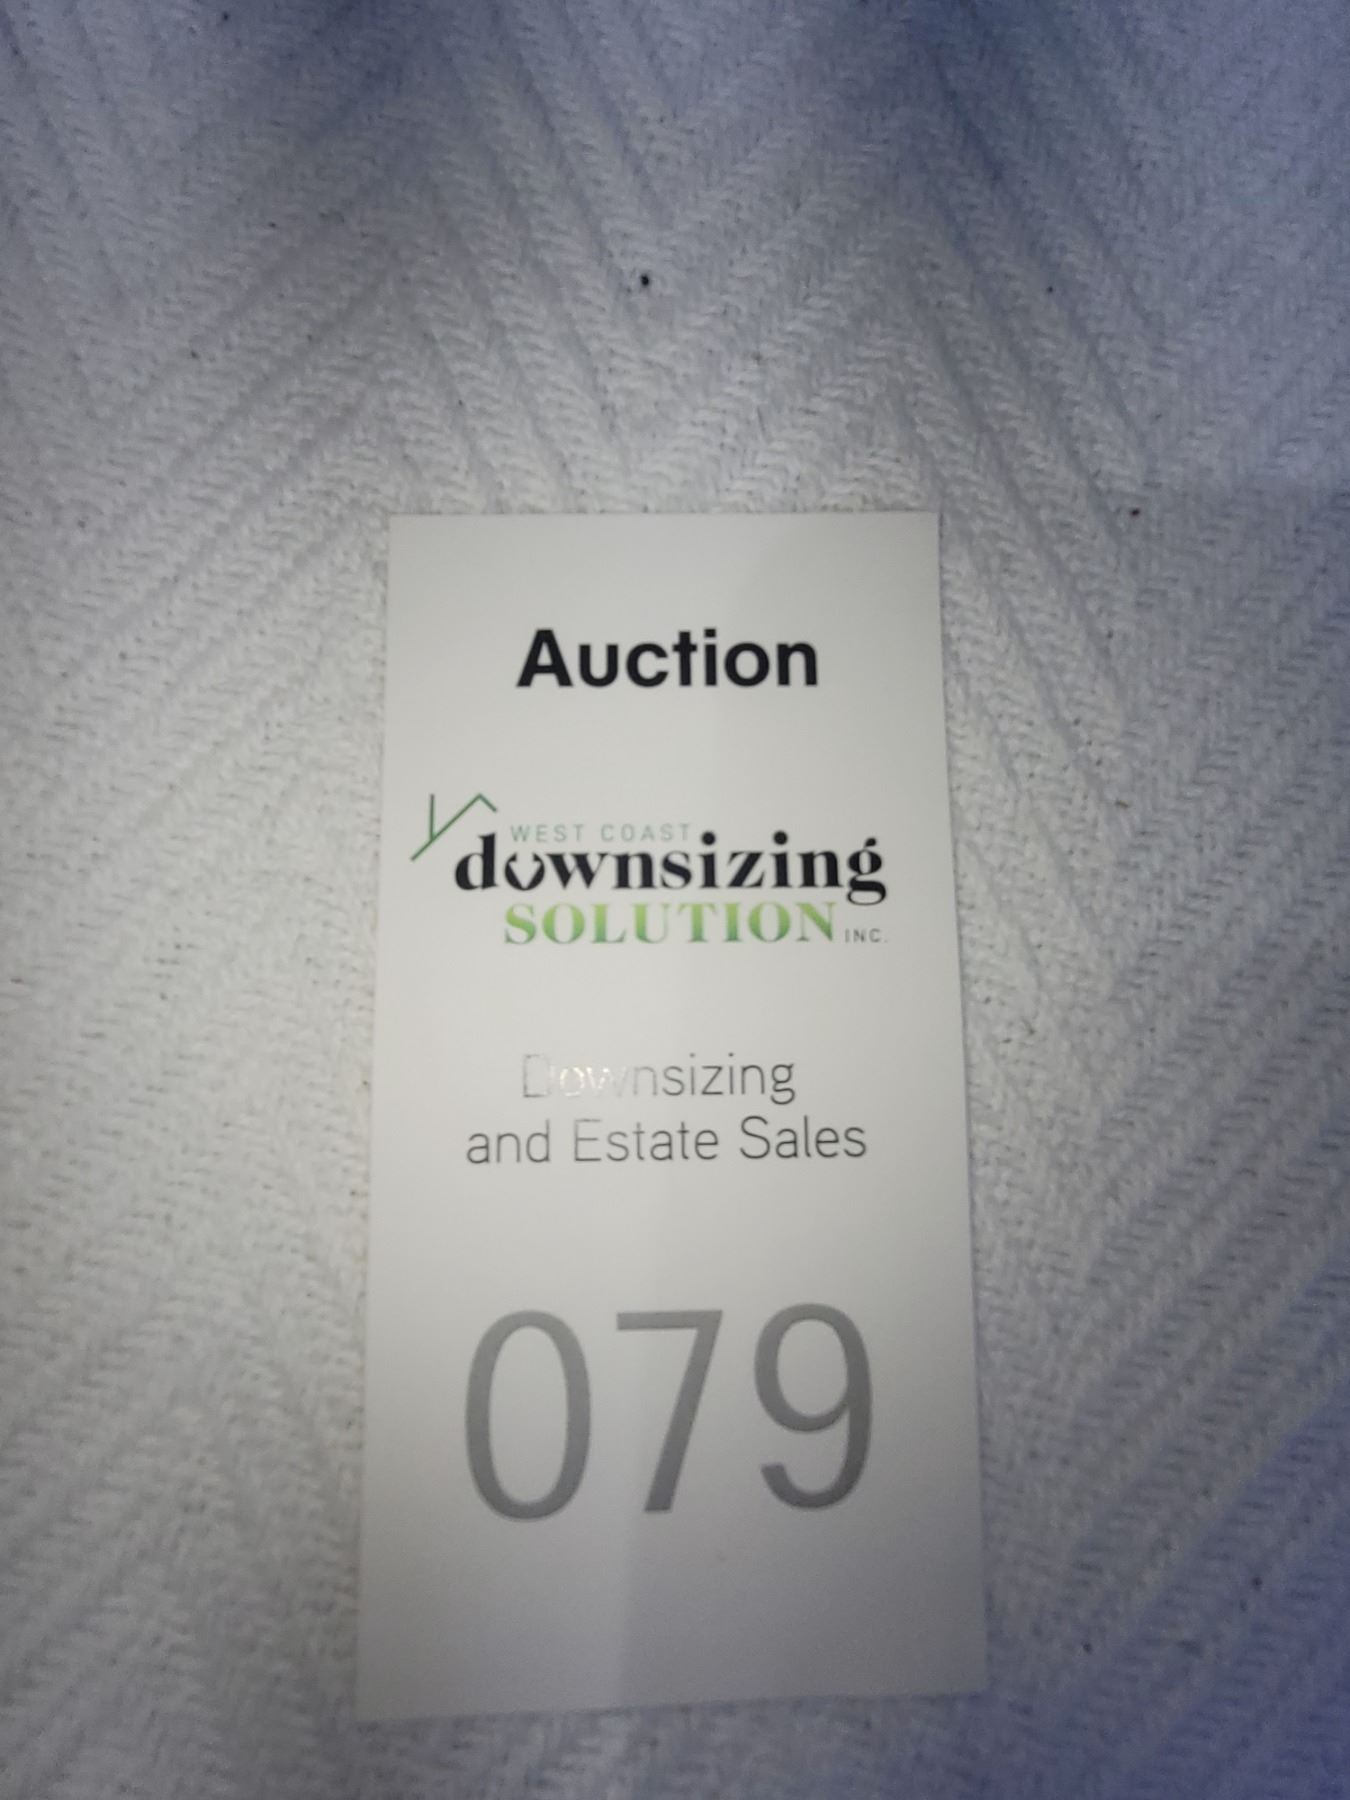 Auction
WEST COAST
downsizing
SOLUTION INC.
Downsizing
and Estate Sales
079